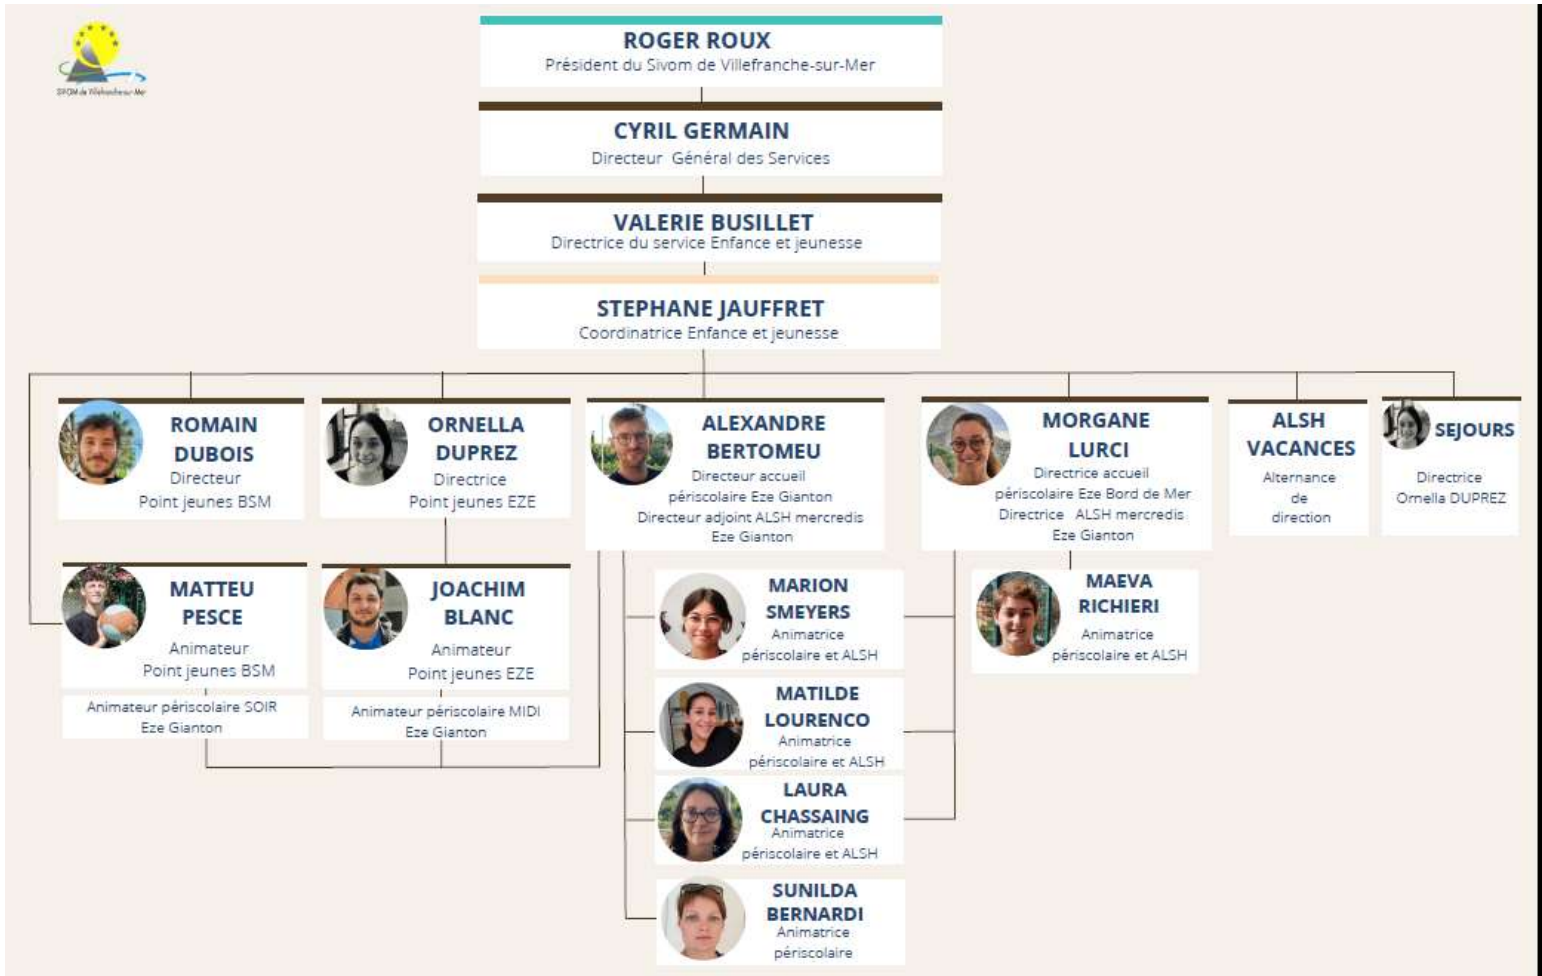 SIVOM de Villefranche-sur-Mer
ROGER ROUX
Président du Sivom de Villefranche-sur-Mer
CYRIL GERMAIN
Directeur Général des Services
VALERIE BUSILLET
Directrice du service Enfance et jeunesse
STEPHANE JAUFFRET
Coordinatrice Enfance et jeunesse
ROMAIN
DUBOIS
Directeur
Point jeunes BSM
ORNELLA
DUPREZ
Directrice
Point jeunes EZE
ALEXANDRE
BERTOMEU
Directeur accueil
périscolaire Eze Gianton
Directeur adjoint ALSH mercredis
Eze Gianton
MORGANE
LURCI
Directrice accueil
périscolaire Eze Bord de Mer
Directrice ALSH mercredis
Eze Gianton
ALSH
VACANCES
Alternance
de
direction
SEJOURS
Directrice
Ornella DUPREZ
MATTEU
PESCE
Animateur
Point jeunes BSM
Animateur périscolaire SOIR
Eze Gianton
JOACHIM
BLANC
Animateur
Point jeunes EZE
Animateur périscolaire MIDI
Eze Gianton
MARION
SMEYERS
Animatrice
périscolaire et ALSH
MATILDE
LOURENCO
Animatrice
périscolaire et ALSH
LAURA
CHASSAING
Animatrice
périscolaire et ALSH
SUNILDA
BERNARDI
Animatrice
périscolaire
MAEVA
RICHIERI
Animatrice
périscolaire et ALSH